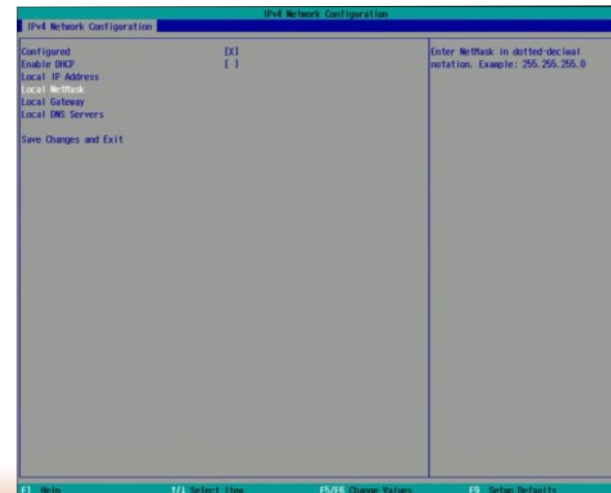 IPv4 Network Configuration
IPv4 Network Configuration
Configured [X]
Enable DHCP [ ]
Local IP Address
Local NetMask
Local Gateway
Local DNS Servers
Save Changes and Exit
Enter NetMask in dotted-decimal
notation. Example: 255.255.255.0
F1 Help ↑/↓ Select Item F5/F6 Change Values F9 Setup Defaults